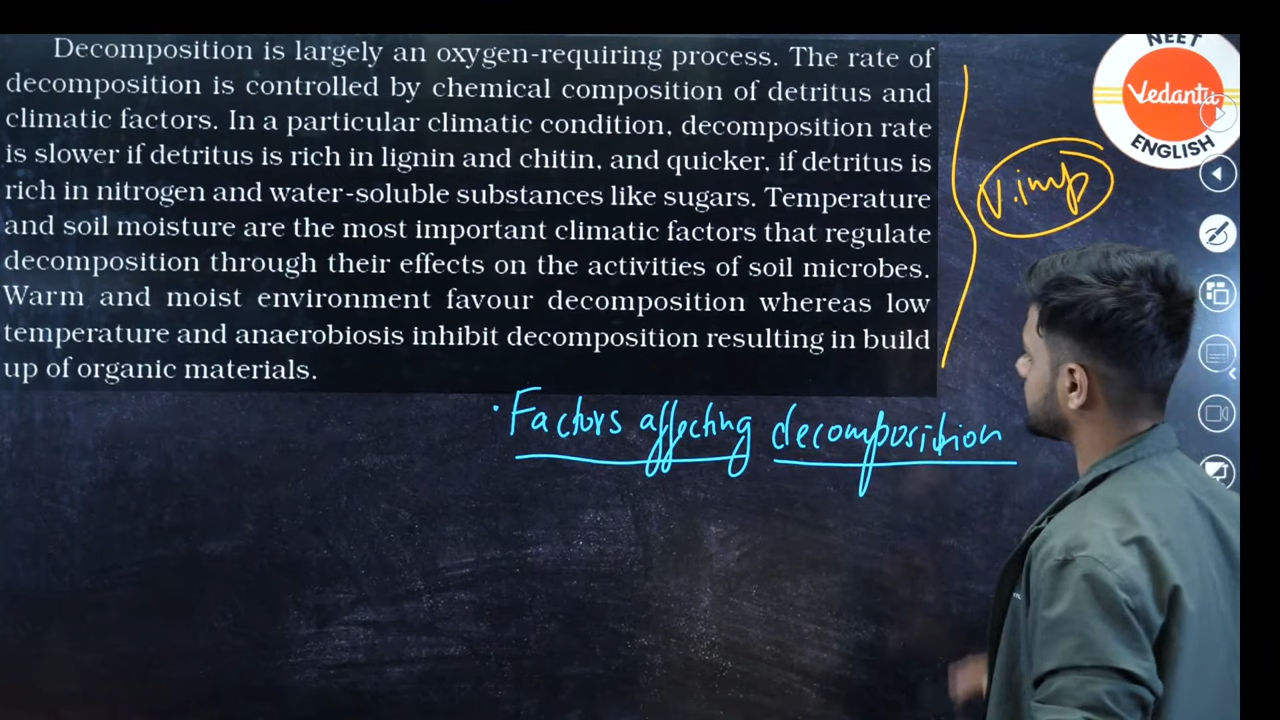 Decomposition is largely an oxygen-requiring process. The rate of
decomposition is controlled by chemical composition of detritus and
climatic factors. In a particular climatic condition, decomposition rate
is slower if detritus is rich in lignin and chitin, and quicker, if detritus is
rich in nitrogen and water-soluble substances like sugars. Temperature
and soil moisture are the most important climatic factors that regulate
decomposition through their effects on the activities of soil microbes.
Warm and moist environment favour decomposition whereas low
temperature and anaerobiosis inhibit decomposition resulting in build
up of organic materials.
NEET
Vedantu
ENGLISH
V.imp
• Factors affecting decomposition